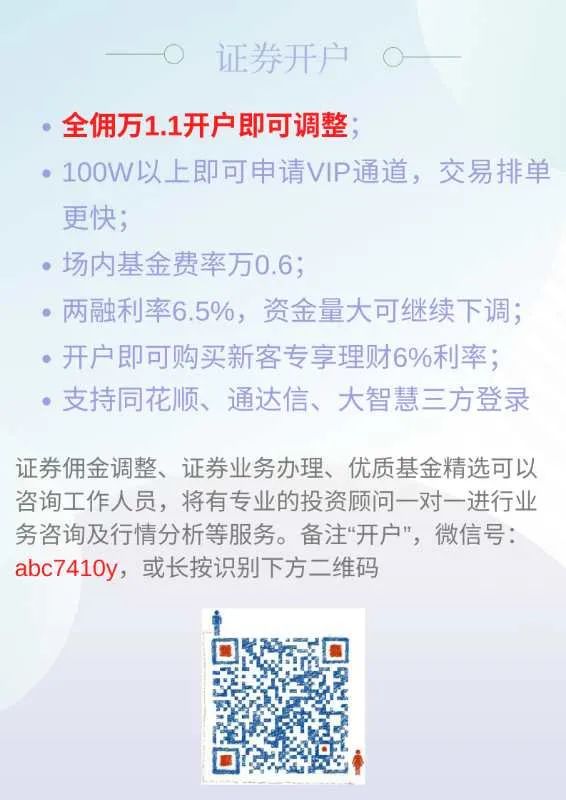 证券开户
• 全佣万1.1开户即可调整；
• 100W以上即可申请VIP通道，交易排单
更快；
• 场内基金费率万0.6；
• 两融利率6.5%，资金量大可继续下调；
• 开户即可购买新客专享理财6%利率；
• 支持同花顺、通达信、大智慧三方登录
证券佣金调整、证券业务办理、优质基金精选可以
咨询工作人员，将有专业的投资顾问一对一进行业
务咨询及行情分析等服务。备注“开户”，微信号：
abc7410y，或长按识别下方二维码